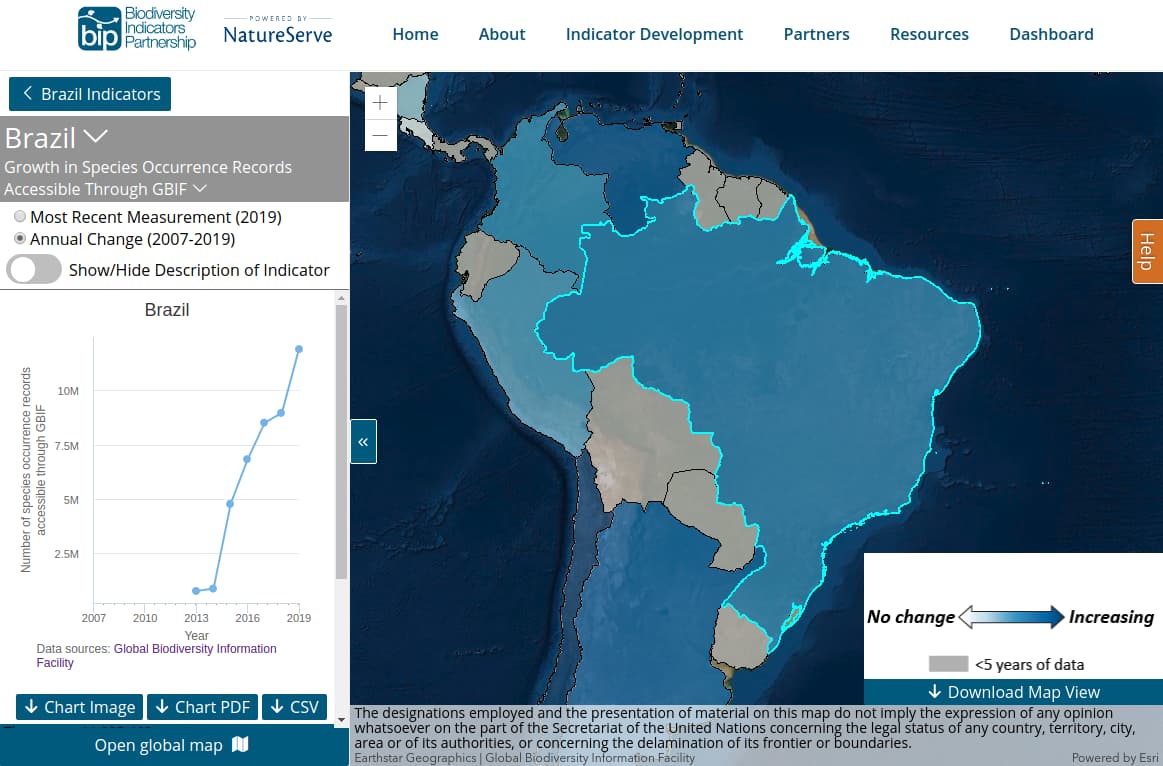 bip Biodiversity
Indicators
Partnership
POWERED BY
NatureServe
Home About Indicator Development Partners Resources Dashboard
Brazil Indicators
Brazil
Growth in Species Occurrence Records
Accessible Through GBIF
Most Recent Measurement (2019)
Annual Change (2007-2019)
Show/Hide Description of Indicator
Brazil
Number of species occurrence records
accessible through GBIF
10M
7.5M
5M
2.5M
2007 2010 2013 2016 2019
Year
Data sources: Global Biodiversity Information
Facility
Chart Image Chart PDF CSV
Open global map
+
−
«
Help
No change Increasing
<5 years of data
Download Map View
The designations employed and the presentation of material on this map do not imply the expression of any opinion
whatsoever on the part of the Secretariat of the United Nations concerning the legal status of any country, territory, city,
area or of its authorities, or concerning the delamination of its frontier or boundaries.
Earthstar Geographics | Global Biodiversity Information Facility Powered by Esri